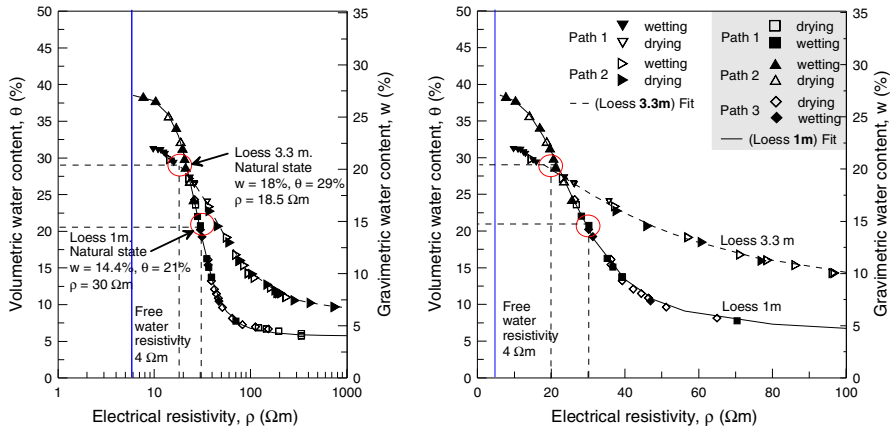 Volumetric water content, θ (%)
50
45
40
35
30
25
20
15
10
5
0
Loess 3.3 m.
Natural state
w = 18%, θ = 29%
ρ = 18.5 Ωm
Loess 1m.
Natural state
w = 14.4%, θ = 21%
ρ = 30 Ωm
Free
water
resistivity
4 Ωm
35
30
25
20
15
10
5
0
Gravimetric water content, w (%)
1 10 100 1000
Electrical resistivity, ρ (Ωm)
Volumetric water content, θ (%)
50
45
40
35
30
25
20
15
10
5
0
Path 1 wetting
drying
Path 2 wetting
drying
(Loess 3.3m) Fit
Path 1 drying
wetting
Path 2 wetting
drying
Path 3 drying
wetting
(Loess 1m) Fit
Loess 3.3 m
Loess 1m
Free
water
resistivity
4 Ωm
35
30
25
20
15
10
5
0
Gravimetric water content, w (%)
0 20 40 60 80 100
Electrical resistivity, ρ (Ωm)